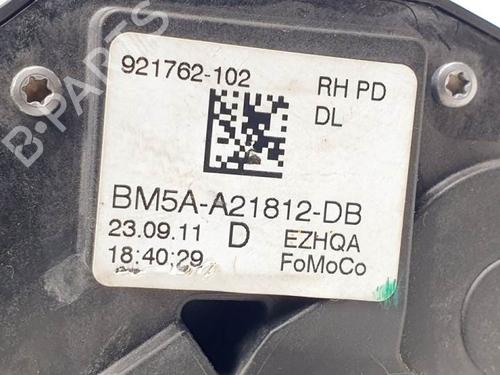 921762-102 RH PD
DL
BM5A-A21812-DB
23.09.11 D EZHQA
18:40:29 FoMoCo
B-PARTS